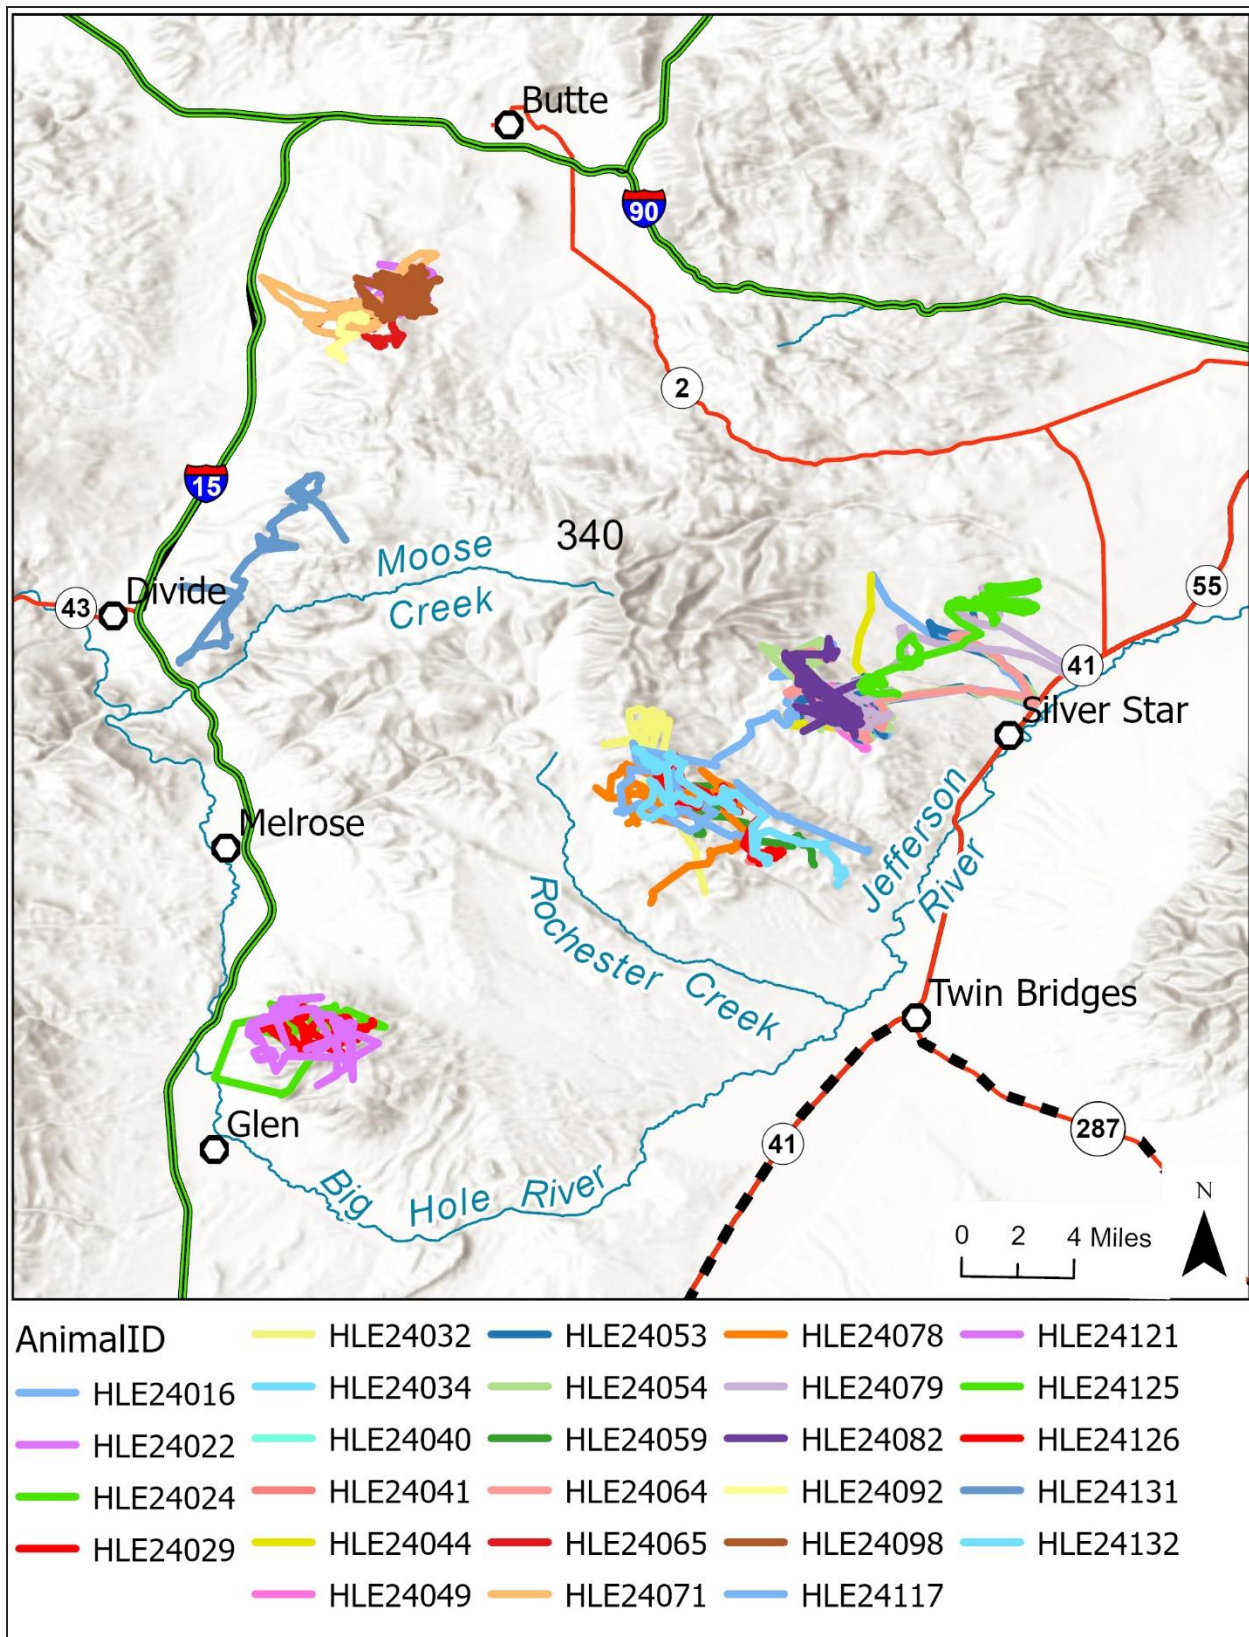 Butte
90
2
15
340
Moose
Creek
43
Divide
55
41
Silver Star
Melrose
Jefferson
River
Rochester Creek
Twin Bridges
Glen
41
287
Big Hole River
N
0 2 4 Miles
AnimalID
HLE24016
HLE24022
HLE24024
HLE24029
HLE24032
HLE24034
HLE24040
HLE24041
HLE24044
HLE24049
HLE24053
HLE24054
HLE24059
HLE24064
HLE24065
HLE24071
HLE24078
HLE24079
HLE24082
HLE24092
HLE24098
HLE24117
HLE24121
HLE24125
HLE24126
HLE24131
HLE24132